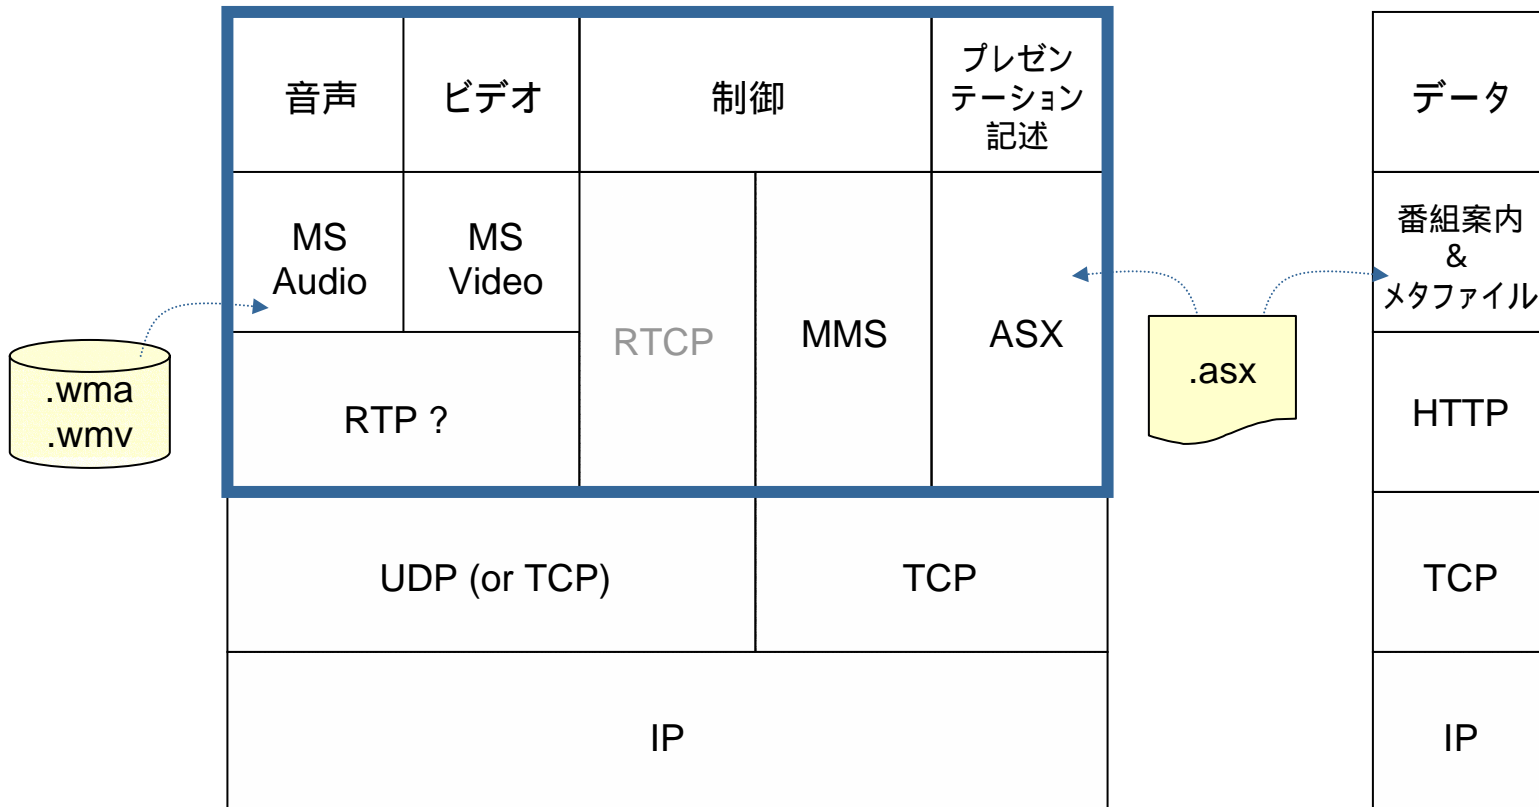 音声
ビデオ
制御
プレゼン
テーション
記述
データ
MS
Audio
MS
Video
RTCP
MMS
ASX
番組案内
&
メタファイル
.wma
.wmv
RTP ?
.asx
HTTP
UDP (or TCP)
TCP
TCP
IP
IP